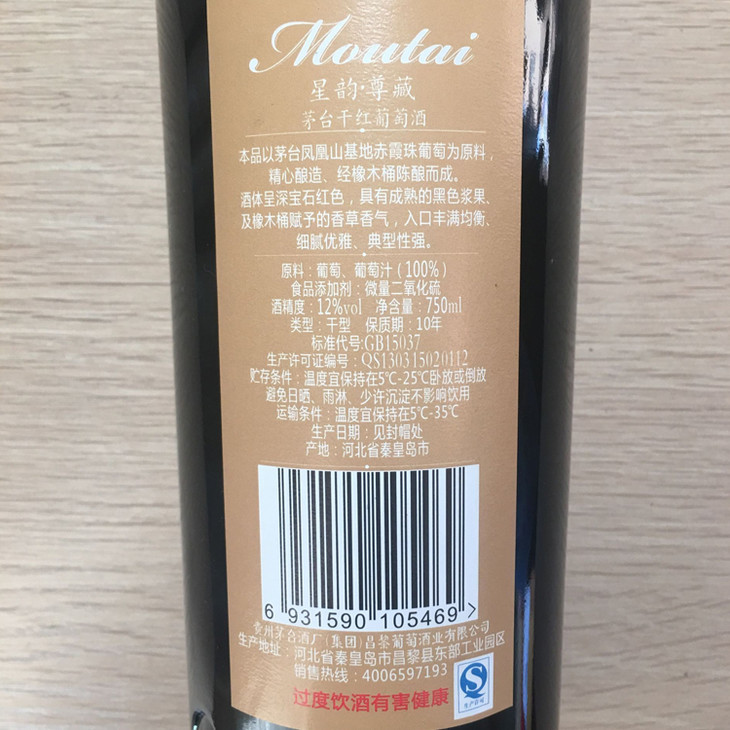 Moutai
星韵·尊藏
茅台干红葡萄酒
本品以茅台凤凰山基地赤霞珠葡萄为原料,
精心酿造、经橡木桶陈酿而成。
酒体呈深宝石红色，具有成熟的黑色浆果、
及橡木桶赋予的香草香气，入口丰满均衡、
细腻优雅、典型性强。
原料：葡萄、葡萄汁（100%）
食品添加剂：微量二氧化硫
酒精度：12%vol 净含量：750ml
类型：干型 保质期：10年
标准代号:GB15037
生产许可证编号：QS130315020112
贮存条件：温度宜保持在5℃-25℃卧放或倒放
避免日晒、雨淋、少许沉淀不影响饮用
运输条件：温度宜保持在5℃-35℃
生产日期：见封帽处
产地：河北省秦皇岛市
6 931590 105469 >
贵州茅台酒厂(集团)昌黎葡萄酒业有限公司
生产地址：河北省秦皇岛市昌黎县东部工业园区
销售热线：4006597193
过度饮酒有害健康
QS
生产许可